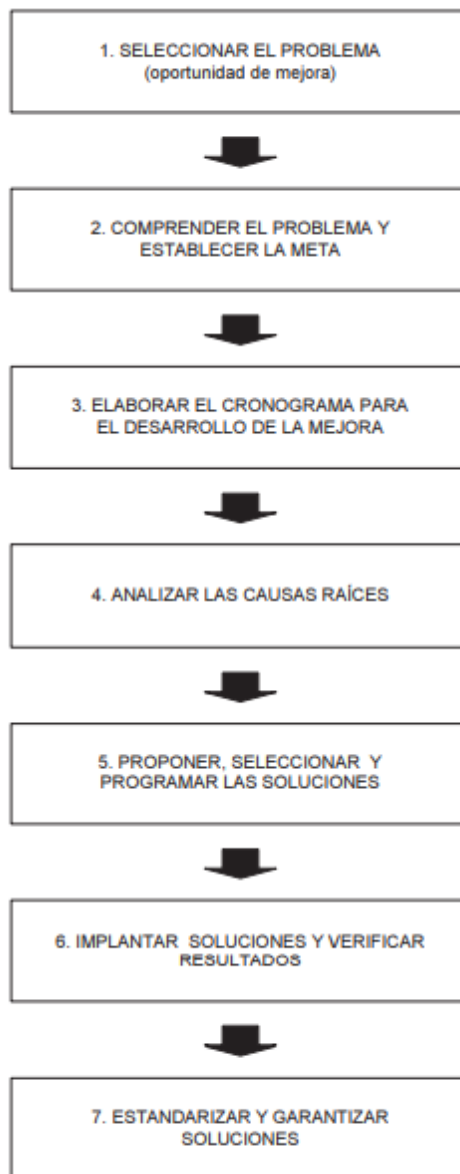 1. SELECCIONAR EL PROBLEMA
(oportunidad de mejora)
2. COMPRENDER EL PROBLEMA Y
ESTABLECER LA META
3. ELABORAR EL CRONOGRAMA PARA
EL DESARROLLO DE LA MEJORA
4. ANALIZAR LAS CAUSAS RAÍCES
5. PROPONER, SELECCIONAR Y
PROGRAMAR LAS SOLUCIONES
6. IMPLANTAR SOLUCIONES Y VERIFICAR
RESULTADOS
7. ESTANDARIZAR Y GARANTIZAR
SOLUCIONES